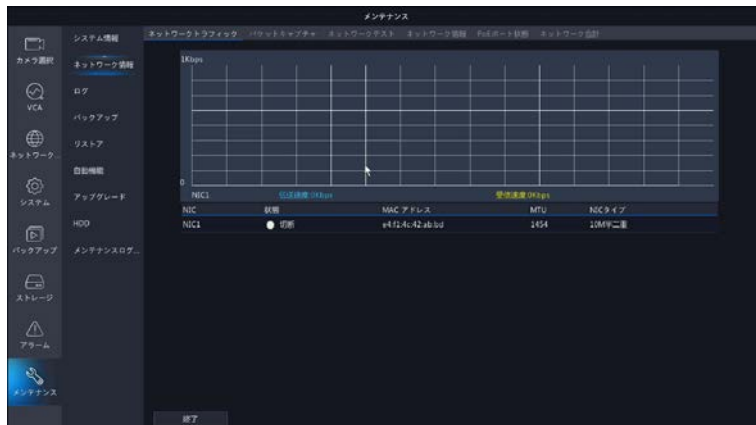 メンテナンス
カメラ選択
VCA
ネットワーク...
システム
バックアップ
ストレージ
アラーム
メンテナンス
システム情報
ネットワーク情報
ログ
バックアップ
リストア
自動機能
アップグレード
HDD
メンテナンスログ...
ネットワークトラフィック パケットキャプチャ ネットワークテスト ネットワーク情報 PoEポート状態 ネットワーク合計
1Kbps
0
NIC1 伝送速度:0Kbps 受信速度:0Kbps
NIC 状態 MAC アドレス MTU NICタイプ
NIC1 切断 e4:f1:4c:42:ab:bd 1454 10M半二重
終了